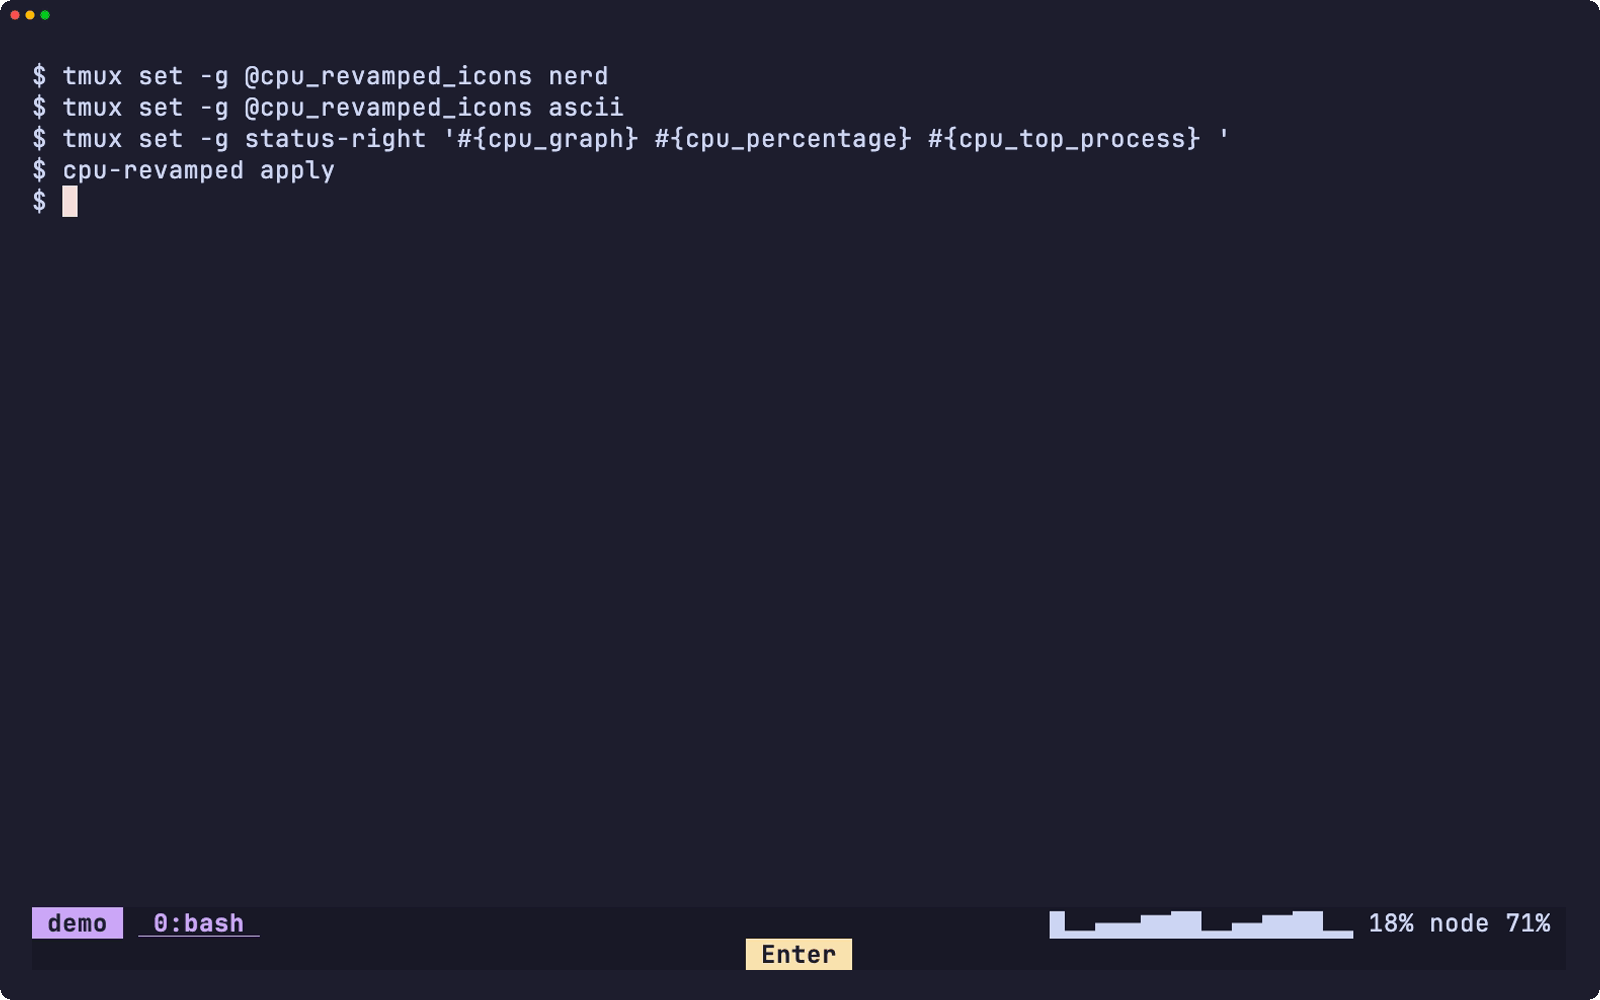 $ tmux set -g @cpu_revamped_icons nerd
$ tmux set -g @cpu_revamped_icons ascii
$ tmux set -g status-right '#{cpu_graph} #{cpu_percentage} #{cpu_top_process} '
$ cpu-revamped apply
$
demo 0:bash 18% node 71%
Enter